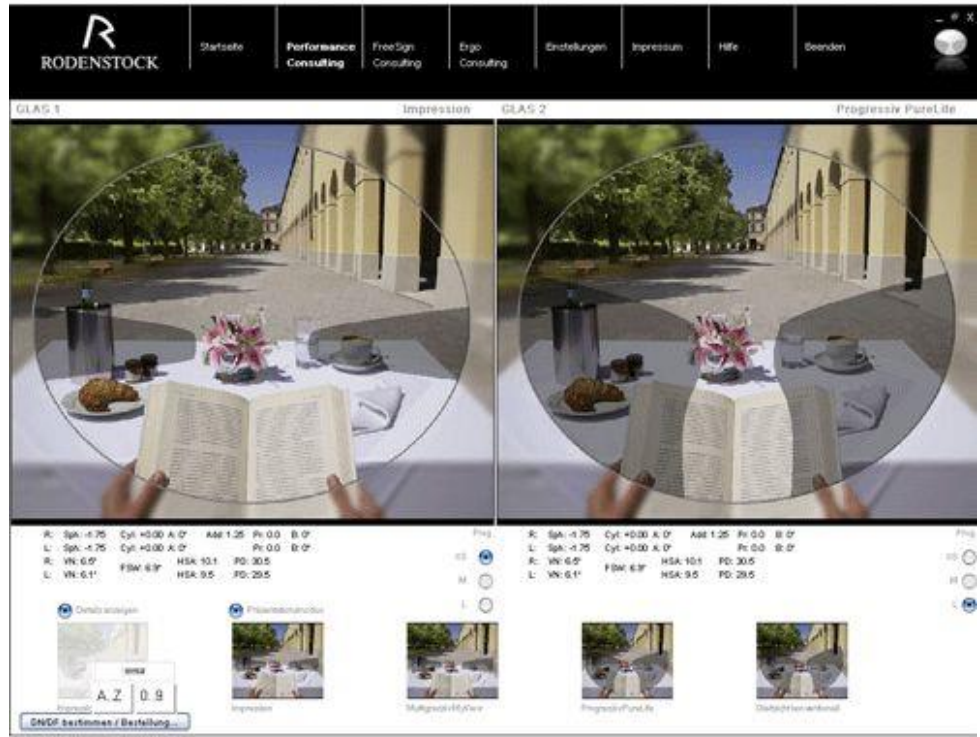 RODENSTOCK
Startseite
Performance Consulting
FreeSign Consulting
Ergo Consulting
Einstellungen
Impressum
Hilfe
Beenden
GLAS 1 Impression
GLAS 2 Progressiv PureLife
R: Sph: -1.75 Cyl: +0.00 A: 0° Add: 1.25 Pr: 0.0 B: 0°
L: Sph: -1.75 Cyl: +0.00 A: 0° Pr: 0.0 B: 0°
R: VN: 6.5° FSW: 6.9° HSA: 10.1 PD: 30.5
L: VN: 6.1° HSA: 9.5 PD: 29.5
XS
M
L
R: Sph: -1.75 Cyl: +0.00 A: 0° Add: 1.25 Pr: 0.0 B: 0°
L: Sph: -1.75 Cyl: +0.00 A: 0° Pr: 0.0 B: 0°
R: VN: 6.5° FSW: 6.9° HSA: 10.1 PD: 30.5
L: VN: 6.1° HSA: 9.5 PD: 29.5
XS
M
L
Details anzeigen
Präsentationsmodus
A..Z 0..9
Impression
Multigressiv MyView
Progressiv PureLife
DN/DF bestimmen / Bestellung...